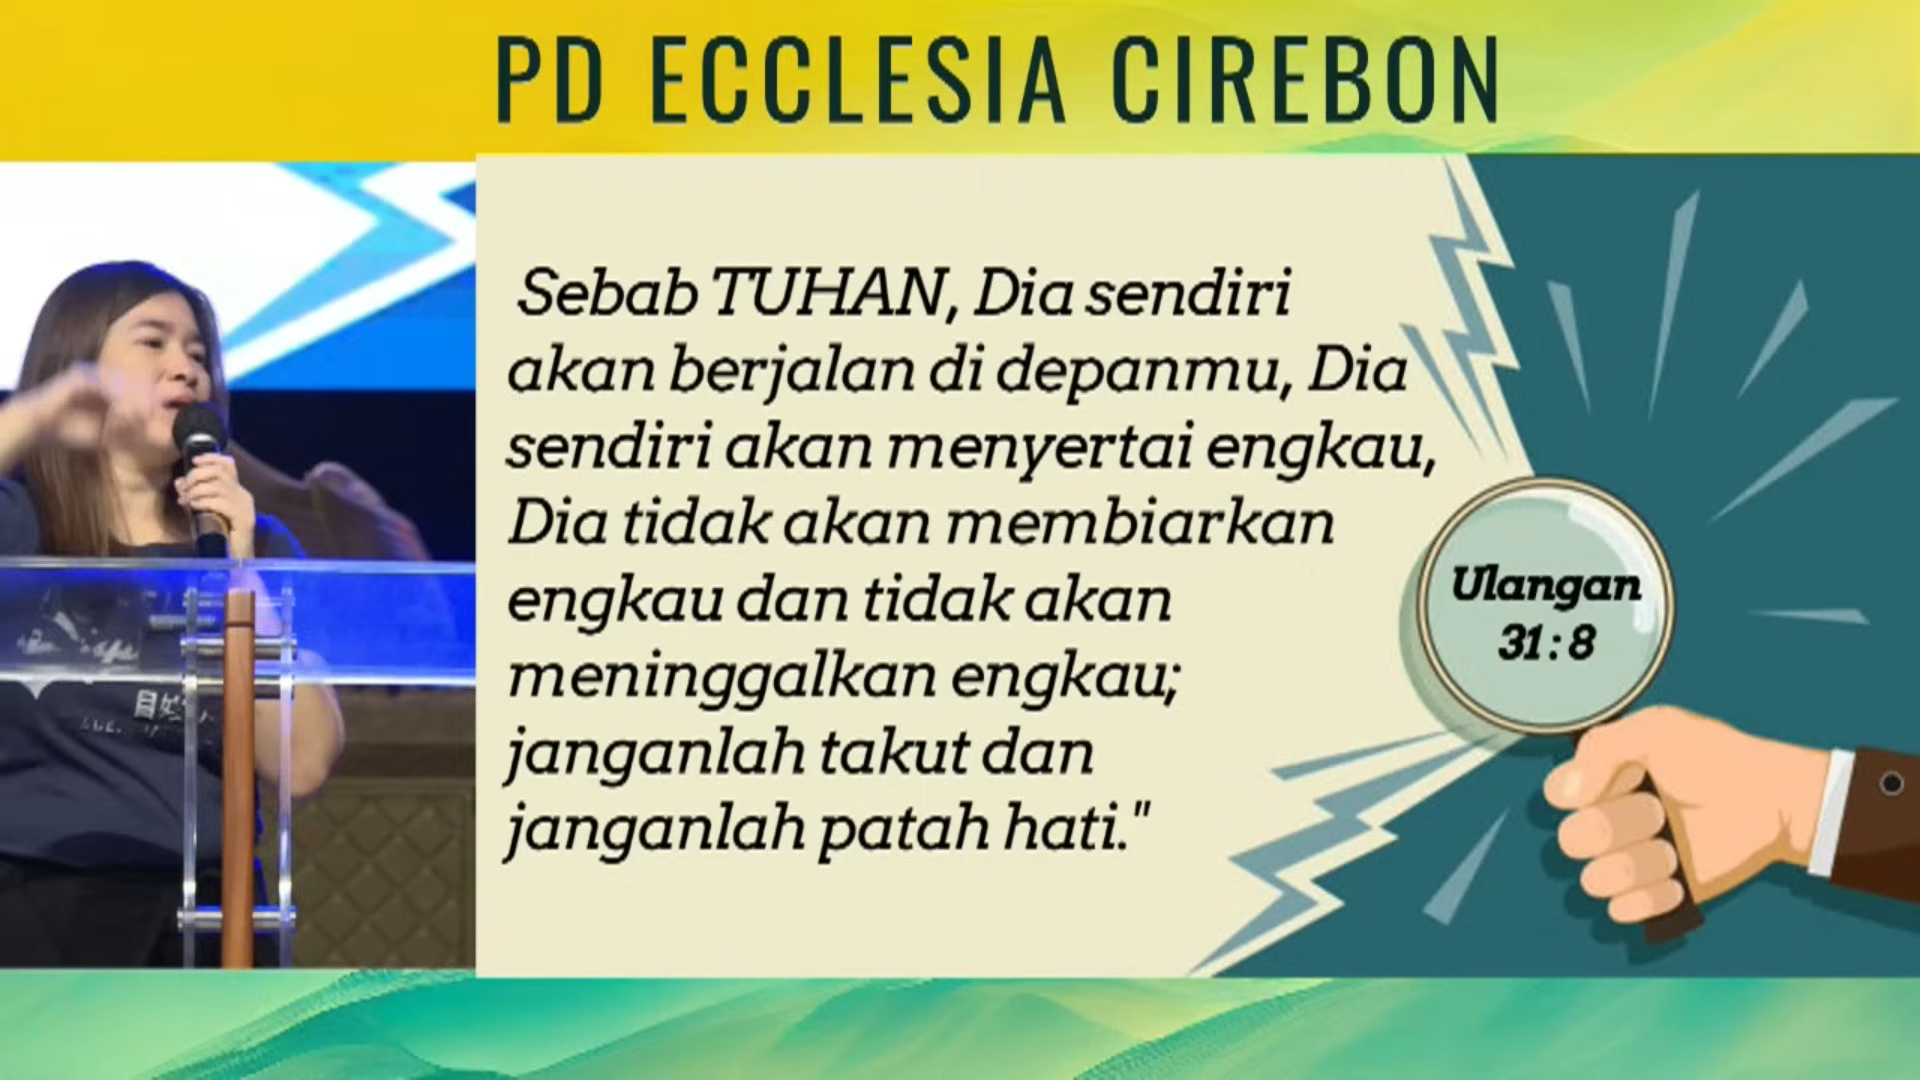 PD ECCLESIA CIREBON
Sebab TUHAN, Dia sendiri
akan berjalan di depanmu, Dia
sendiri akan menyertai engkau,
Dia tidak akan membiarkan
engkau dan tidak akan
meninggalkan engkau;
janganlah takut dan
janganlah patah hati."
Ulangan
31 : 8